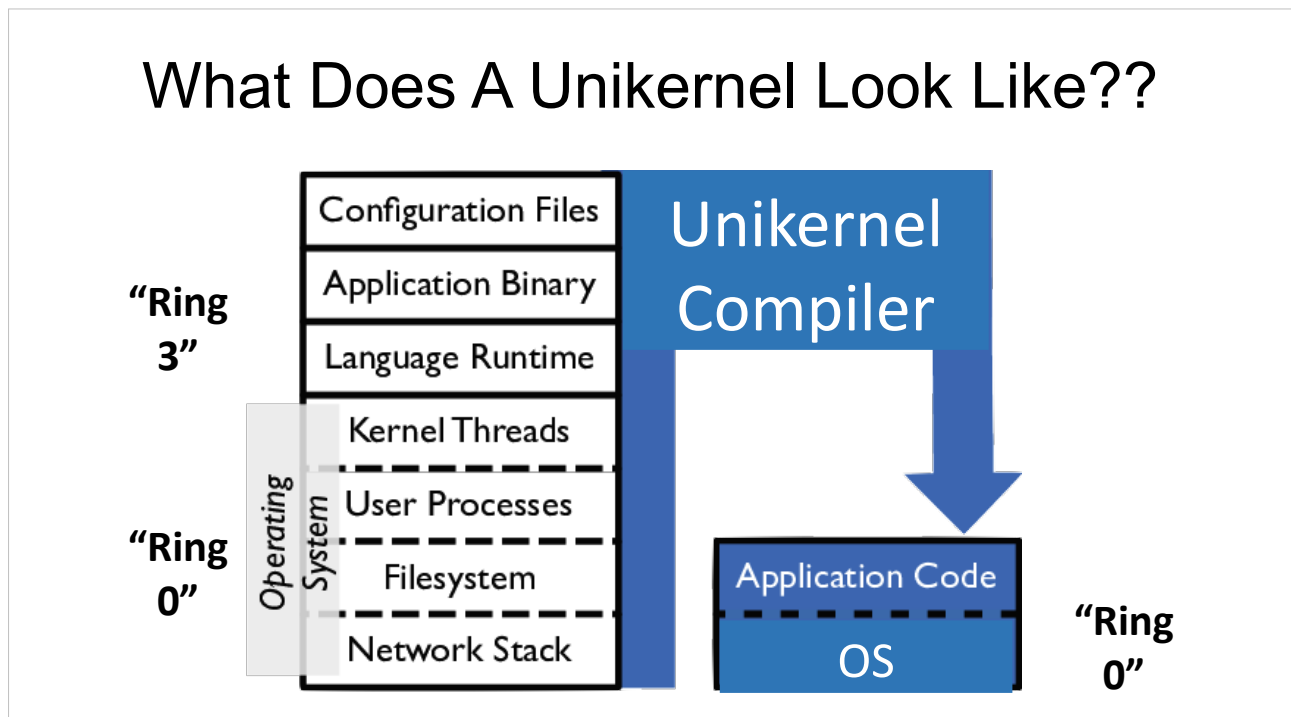 What Does A Unikernel Look Like??
Configuration Files
Application Binary
Language Runtime
Kernel Threads
User Processes
Filesystem
Network Stack
“Ring
3”
“Ring
0”
Operating
System
Unikernel
Compiler
Application Code
OS
“Ring
0”